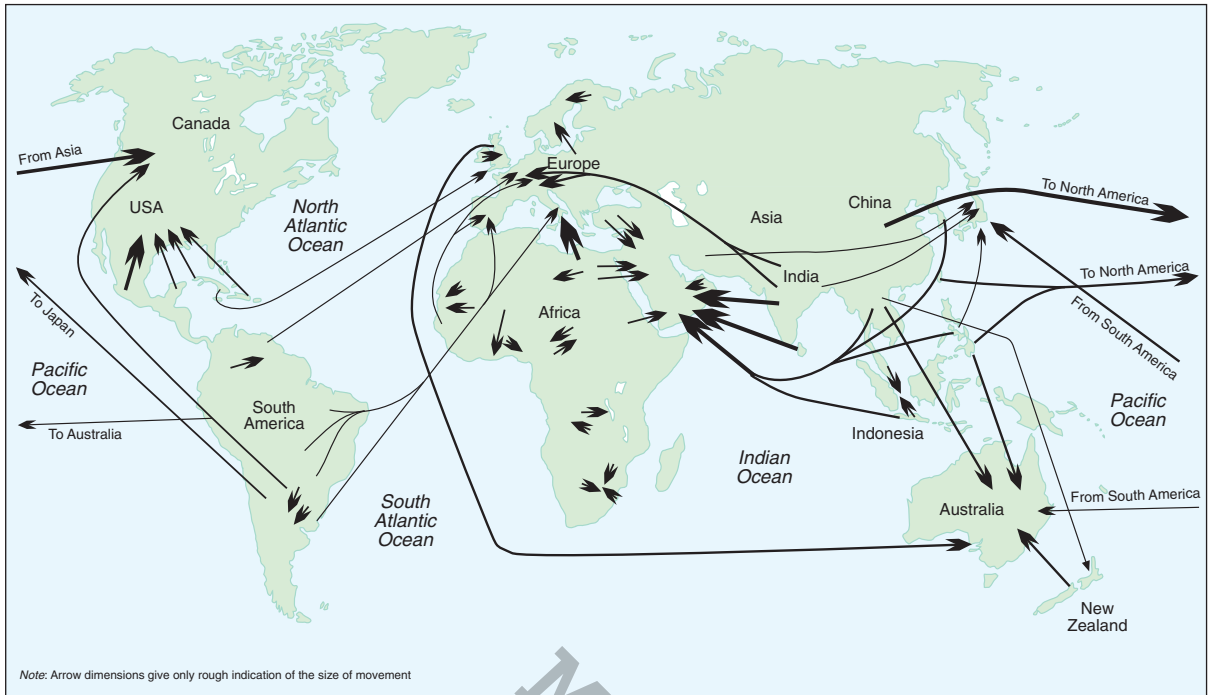 Canada
From Asia
USA
North
Atlantic
Ocean
Europe
Asia
China
India
To North America
To North America
From South America
Africa
To Japan
Pacific
Ocean
South
America
To Australia
Indonesia
Pacific
Ocean
Indian
Ocean
South
Atlantic
Ocean
Australia
From South America
New
Zealand
Note: Arrow dimensions give only rough indication of the size of movement
M